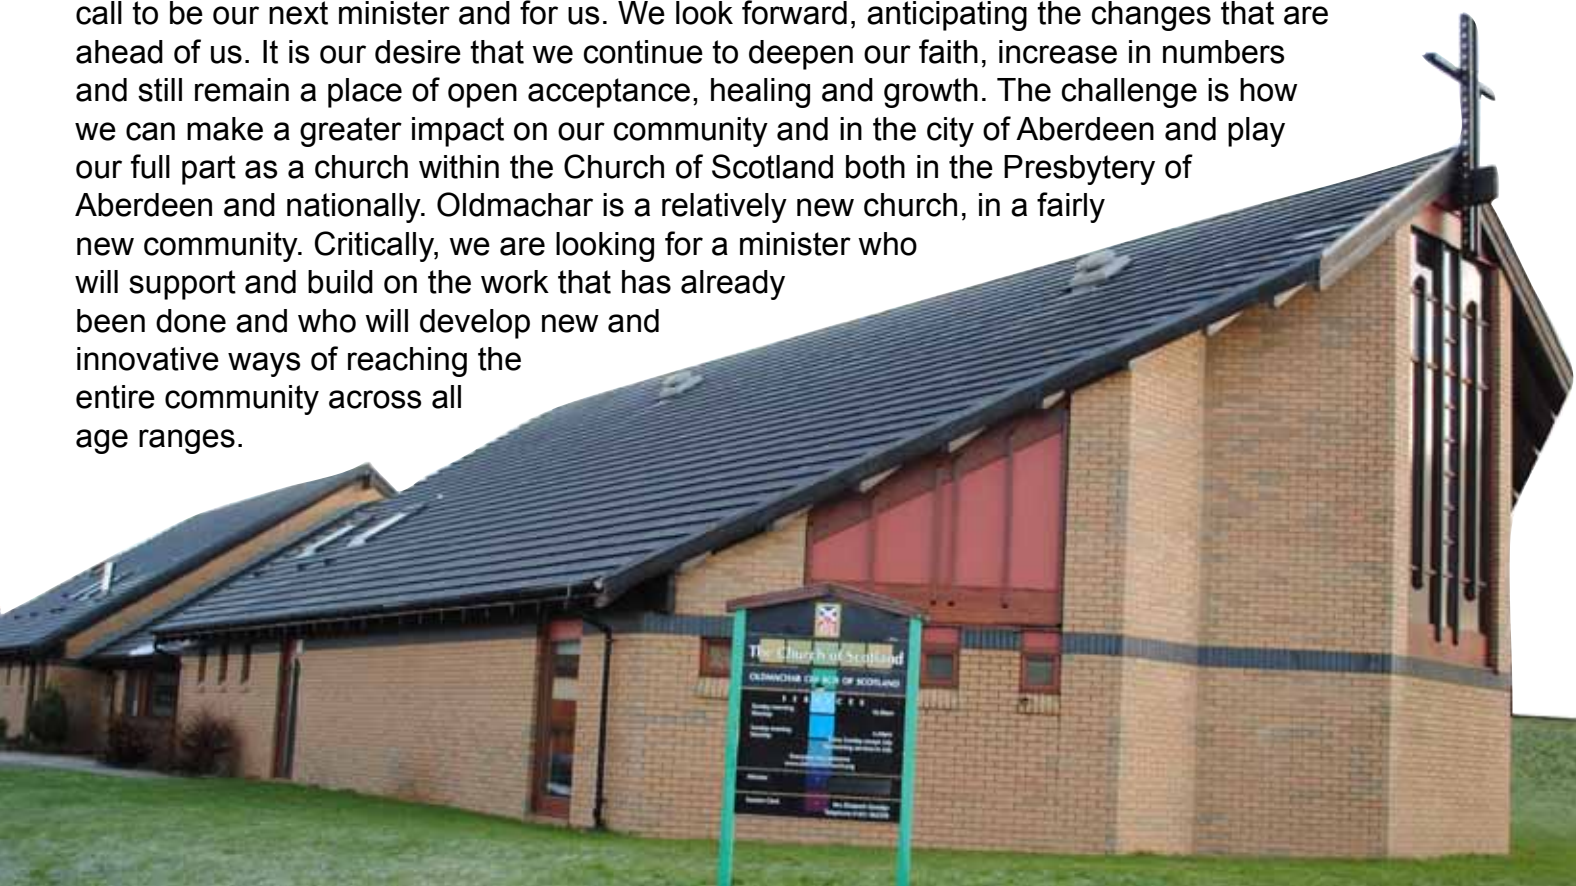 call to be our next minister and for us. We look forward, anticipating the changes that are
ahead of us. It is our desire that we continue to deepen our faith, increase in numbers
and still remain a place of open acceptance, healing and growth. The challenge is how
we can make a greater impact on our community and in the city of Aberdeen and play
our full part as a church within the Church of Scotland both in the Presbytery of
Aberdeen and nationally. Oldmachar is a relatively new church, in a fairly
new community. Critically, we are looking for a minister who
will support and build on the work that has already
been done and who will develop new and
innovative ways of reaching the
entire community across all
age ranges.
The Church of Scotland
OLDMACHAR CHURCH OF SCOTLAND
SERVICES
Sunday morning
Sunday evening
Session Clerk